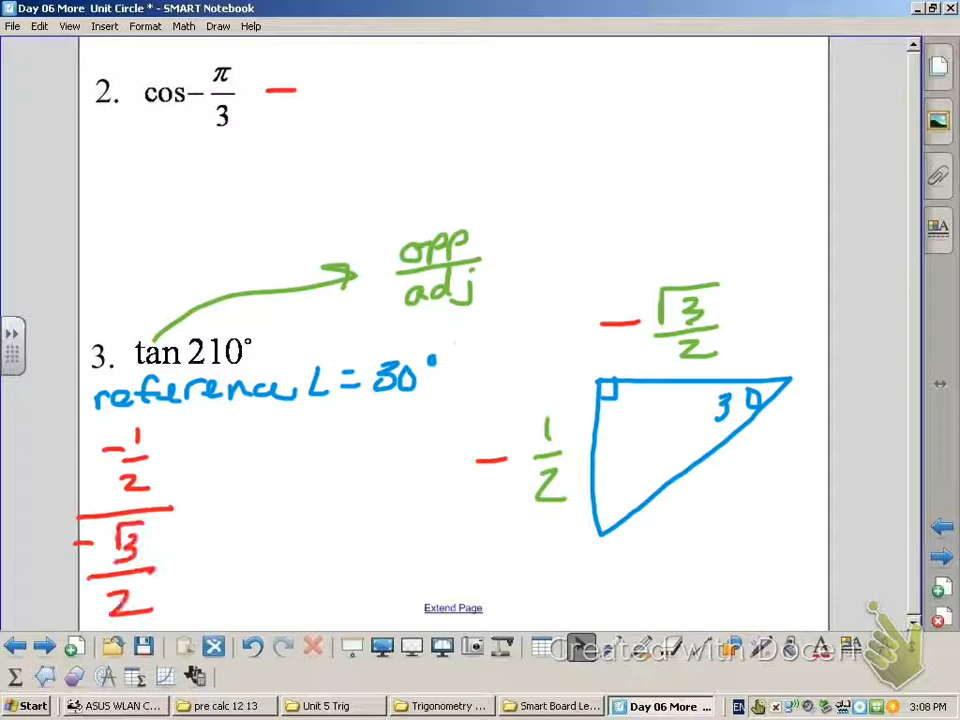 Day 06 More Unit Circle * - SMART Notebook
File Edit View Insert Format Math Draw Help
2. cos-π/3 -
opp/adj
3. tan 210°
reference ∠ = 30°
-1/2
-√3/2
- √3/2
30
- 1/2
Extend Page
Created with Docer
Start ASUS WLAN C... pre calc 12 13 Unit 5 Trig Trigonometry ... Smart Board Le... Day 06 More ... EN 3:08 PM